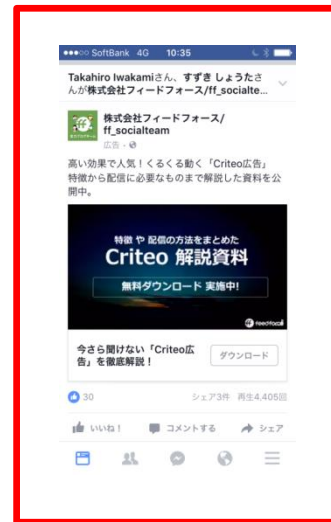 SoftBank 4G 10:35
Takahiro Iwakamiさん、すずき しょうたさ
んが株式会社フィードフォース/ff_socialte...
株式会社フィードフォース/
ff_socialteam
広告・
高い効果で人気！くるくる動く「Criteo広告」
特徴から配信に必要なものまで解説した資料を公
開中。
特徴 や 配信の方法をまとめた
Criteo 解説資料
無料ダウンロード 実施中!
feedforce
今さら聞けない「Criteo広
告」を徹底解説！
ダウンロード
30
シェア3件 再生4,405回
いいね！ コメントする シェア